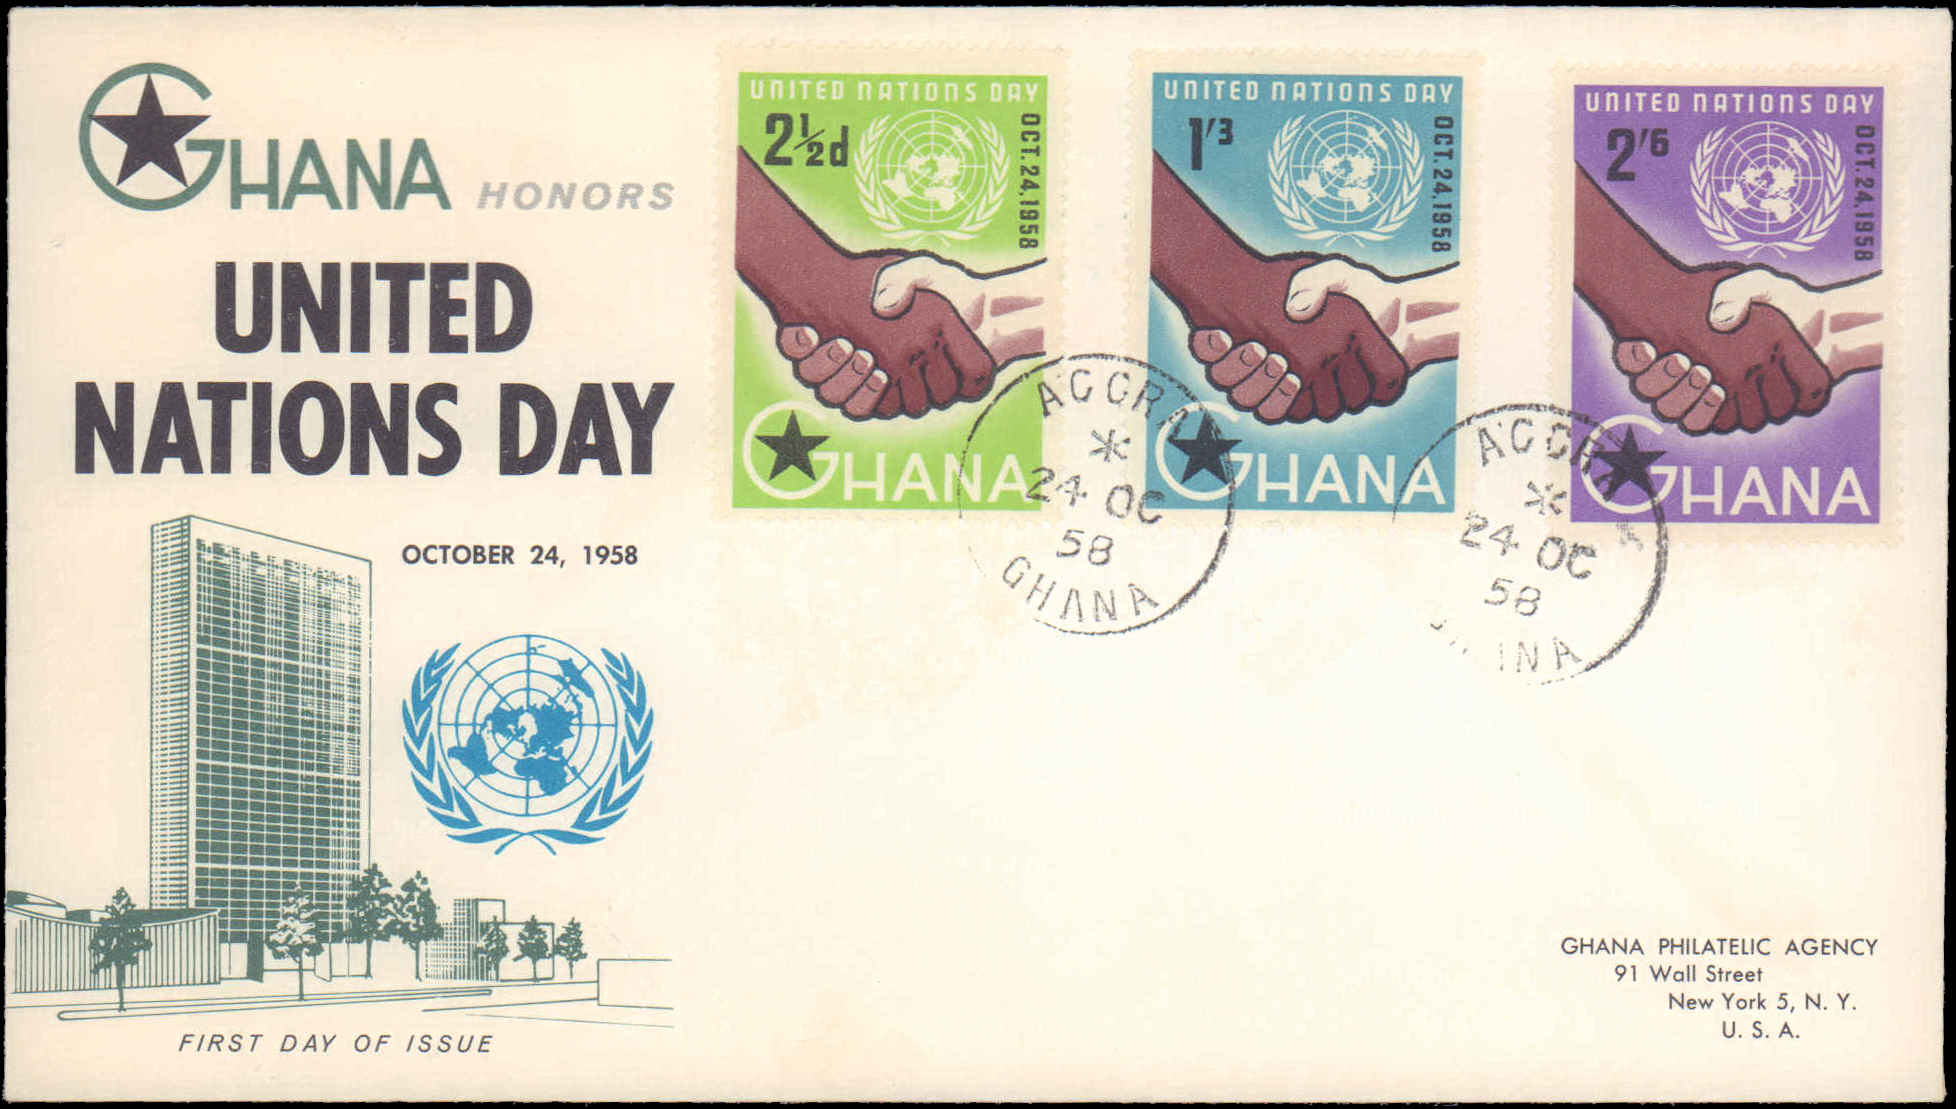 GHANA HONORS
UNITED
NATIONS DAY
OCTOBER 24, 1958
FIRST DAY OF ISSUE
UNITED NATIONS DAY
2½d
OCT. 24, 1958
GHANA
UNITED NATIONS DAY
1'3
OCT. 24, 1958
GHANA
UNITED NATIONS DAY
2'6
OCT. 24, 1958
GHANA
ACCRA
*
24 OC
58
GHANA
ACCRA
*
24 OC
58
GHANA PHILATELIC AGENCY
91 Wall Street
New York 5, N. Y.
U. S. A.